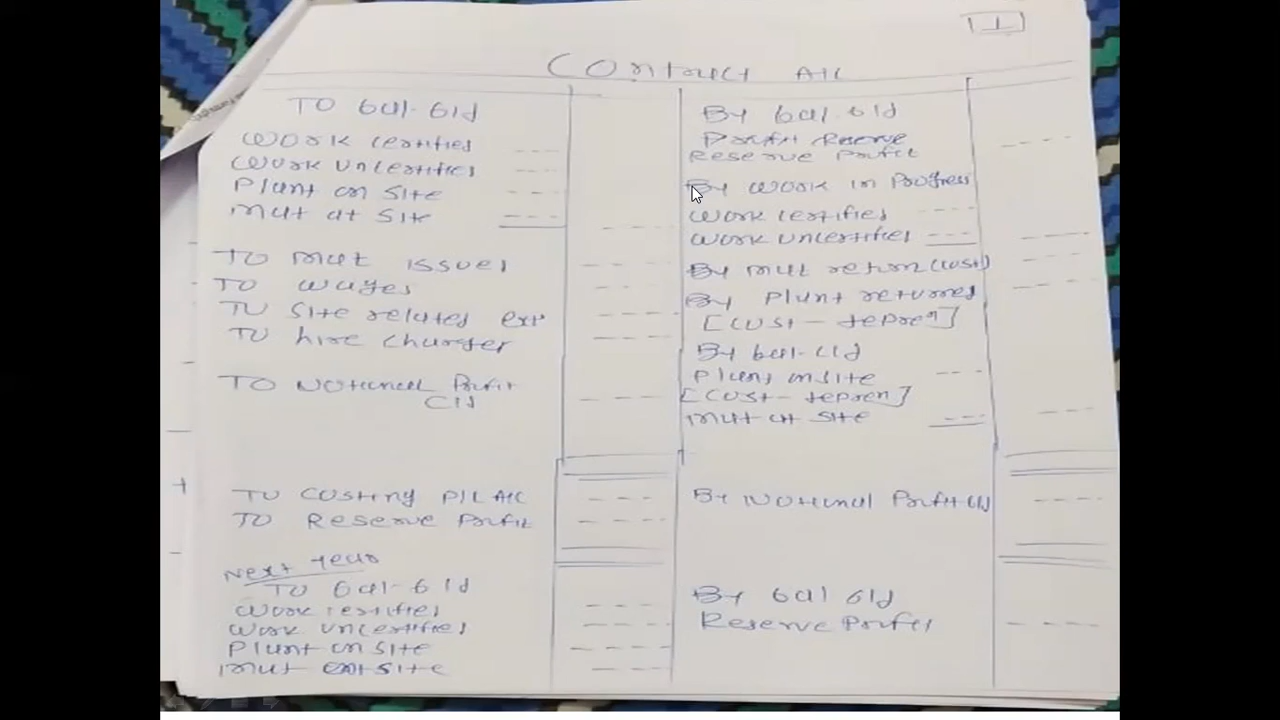 1
Contract A/C
To bal b/d
Work Certified
Work Uncertified
Plant on Site
Mat at Site
To Mat issued
To Wages
To Site related exp
To hire Charges
To Notional Profit
C/d
To Costing P/L A/C
To Reserve Profit
Next Year
To bal b/d
Work Certified
Work Uncertified
Plant on Site
Mat at Site
By bal b/d
Profit Reserve
Reserve Profit
By Work in Progress
Work Certified
Work Uncertified
By Mat return (Cost)
By Plant returned
[Cost - depren]
By bal c/d
Plant on Site
[Cost - depren]
Mat at Site
By Notional Profit c/d
By bal b/d
Reserve Profit